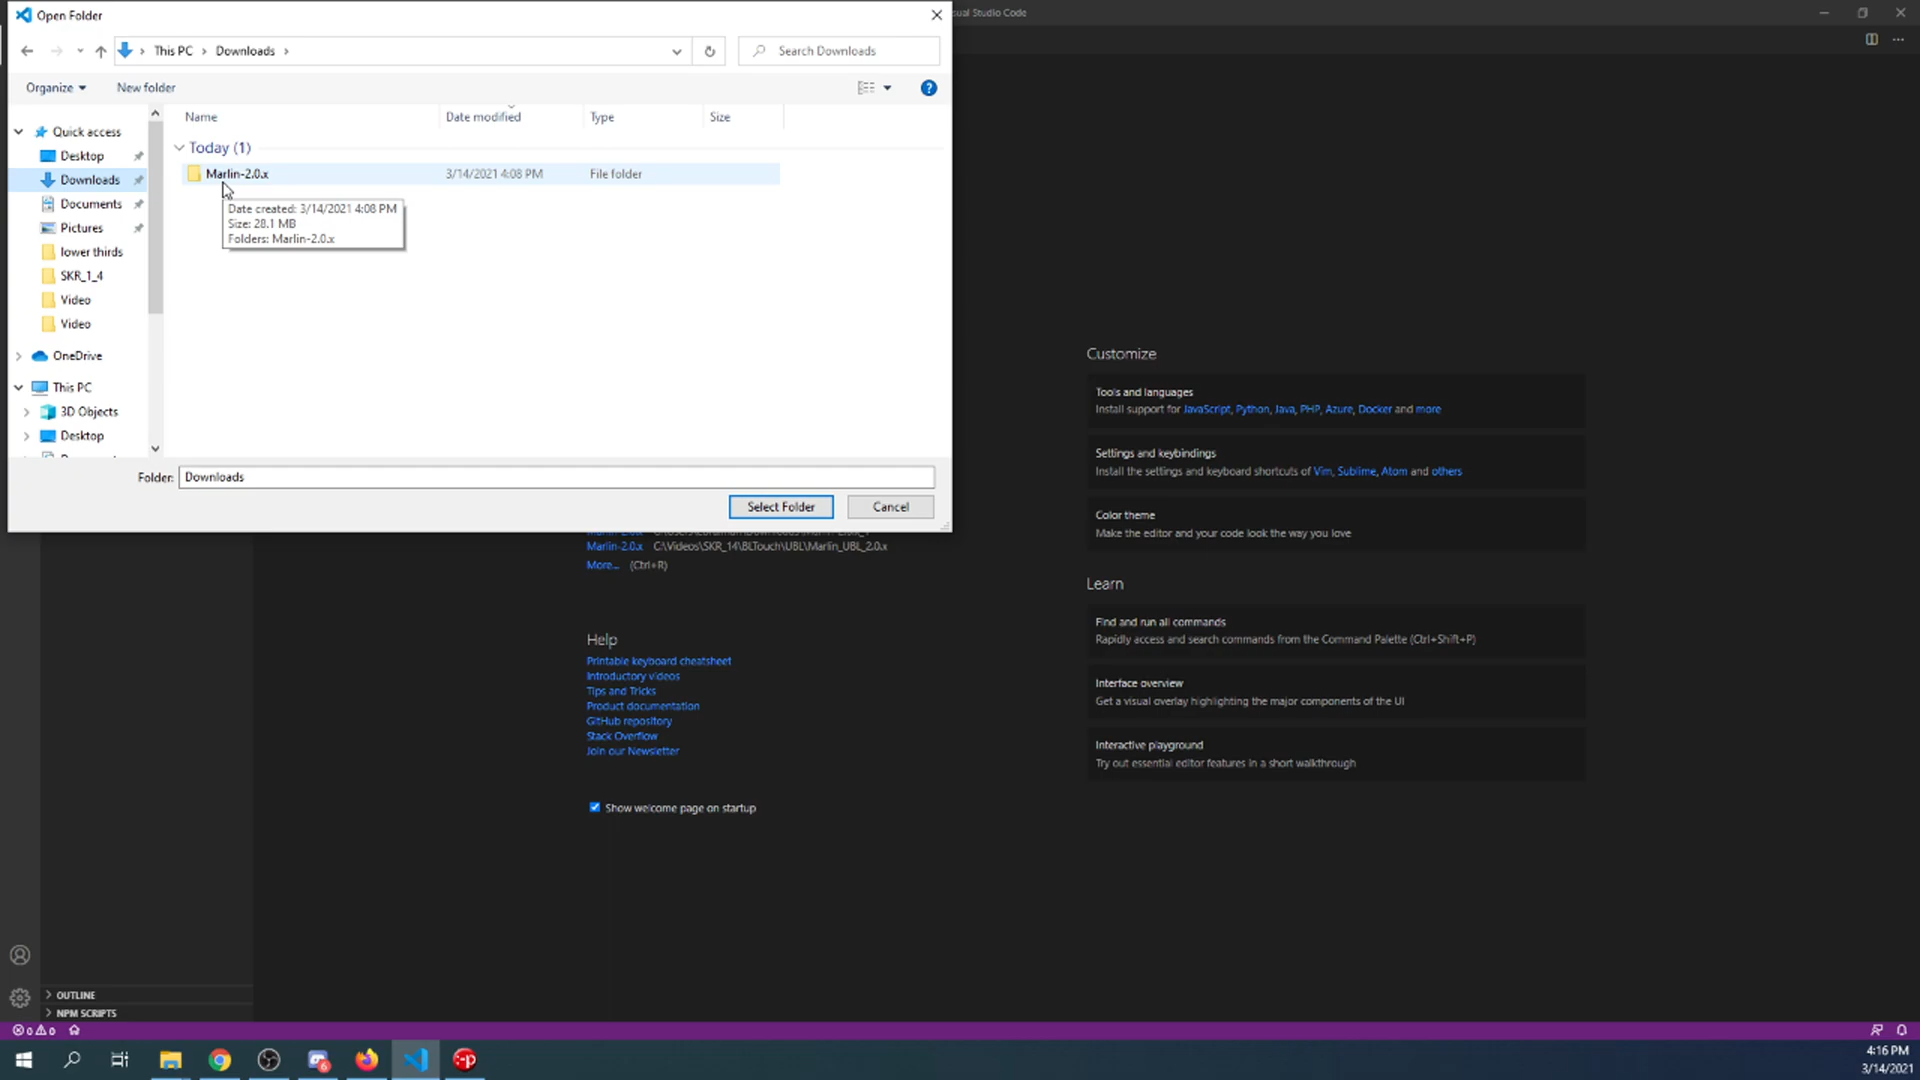 Open Folder
sual Studio Code
This PC
Downloads
Search Downloads
Organize
New folder
?
Name
Date modified
Type
Size
Quick access
Desktop
Downloads
Documents
Pictures
lower thirds
SKR_1_4
Video
Video
OneDrive
This PC
3D Objects
Desktop
Today (1)
Marlin-2.0.x
3/14/2021 4:08 PM
File folder
Date created: 3/14/2021 4:08 PM
Size: 28.1 MB
Folders: Marlin-2.0.x
Folder:
Downloads
Select Folder
Cancel
Marlin-2.0.x C:\Videos\SKR_14\BLTouch\UBL\Marlin_UBL_2.0.x
More... (Ctrl+R)
Help
Printable keyboard cheatsheet
Introductory videos
Tips and Tricks
Product documentation
GitHub repository
Stack Overflow
Join our Newsletter
Show welcome page on startup
Customize
Tools and languages
Install support for JavaScript, Python, Java, PHP, Azure, Docker and more
Settings and keybindings
Install the settings and keyboard shortcuts of Vim, Sublime, Atom and others
Color theme
Make the editor and your code look the way you love
Learn
Find and run all commands
Rapidly access and search commands from the Command Palette (Ctrl+Shift+P)
Interface overview
Get a visual overlay highlighting the major components of the UI
Interactive playground
Try out essential editor features in a short walkthrough
OUTLINE
NPM SCRIPTS
0 0
6
4:16 PM
3/14/2021